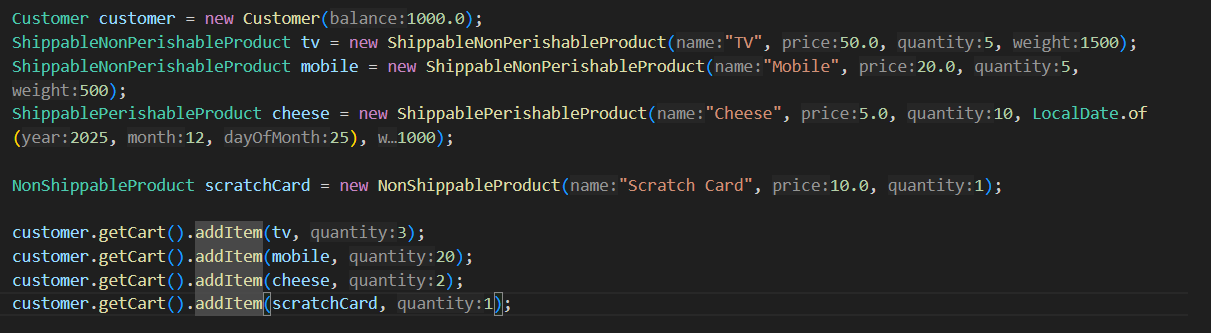 Customer customer = new Customer(balance:1000.0);
ShippableNonPerishableProduct tv = new ShippableNonPerishableProduct(name:"TV", price:50.0, quantity:5, weight:1500);
ShippableNonPerishableProduct mobile = new ShippableNonPerishableProduct(name:"Mobile", price:20.0, quantity:5,
weight:500);
ShippablePerishableProduct cheese = new ShippablePerishableProduct(name:"Cheese", price:5.0, quantity:10, LocalDate.of
(year:2025, month:12, dayOfMonth:25), w…1000);
NonShippableProduct scratchCard = new NonShippableProduct(name:"Scratch Card", price:10.0, quantity:1);
customer.getCart().addItem(tv, quantity:3);
customer.getCart().addItem(mobile, quantity:20);
customer.getCart().addItem(cheese, quantity:2);
customer.getCart().addItem(scratchCard, quantity:1);